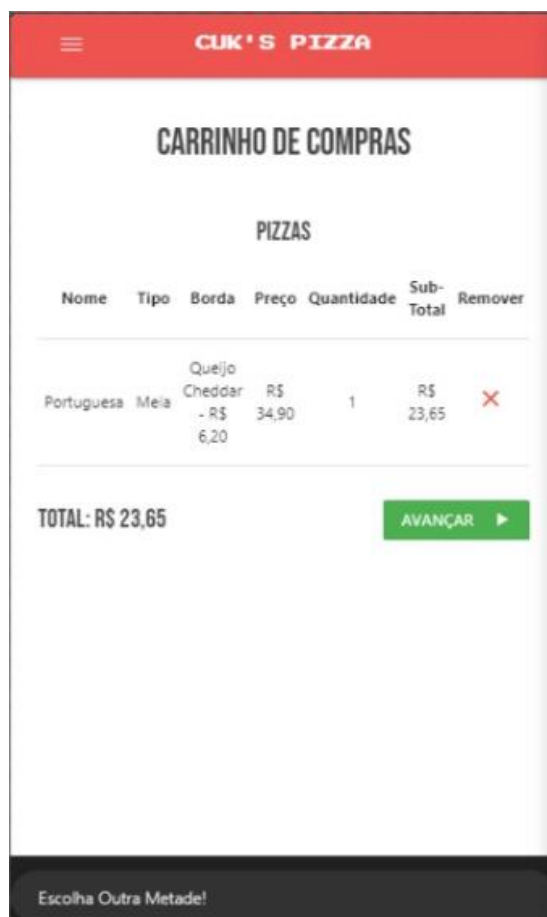 CUK'S PIZZA
CARRINHO DE COMPRAS
PIZZAS
Nome Tipo Borda Preço Quantidade Sub-Total Remover
Portuguesa Meia Queijo Cheddar - R$ 6,20 R$ 34,90 1 R$ 23,65
TOTAL: R$ 23,65
AVANÇAR
Escolha Outra Metade!